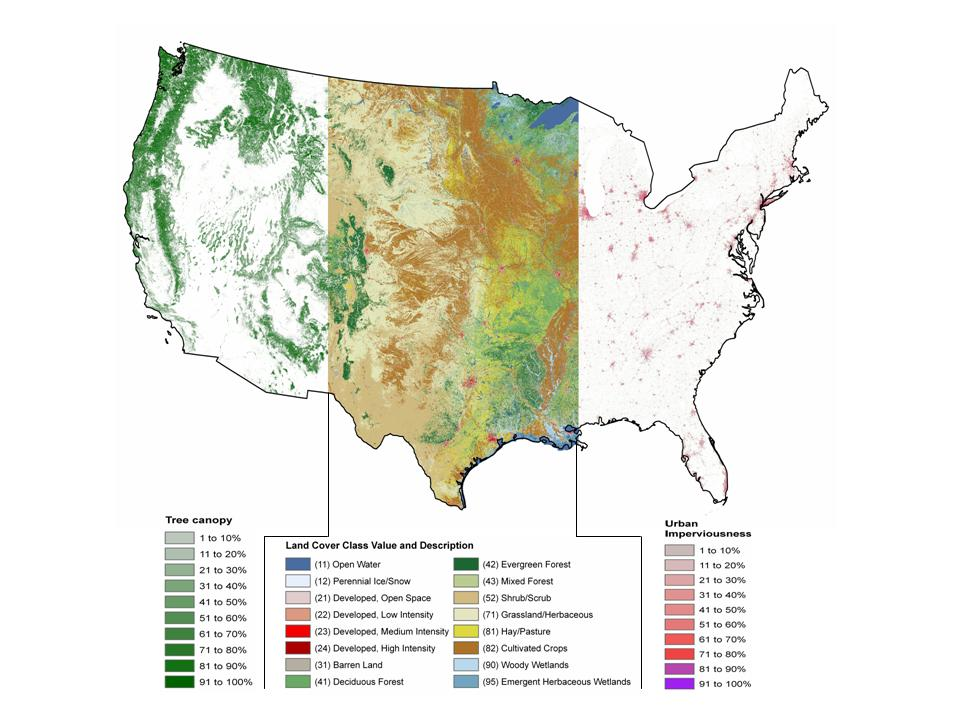 Tree canopy
1 to 10%
11 to 20%
21 to 30%
31 to 40%
41 to 50%
51 to 60%
61 to 70%
71 to 80%
81 to 90%
91 to 100%
Land Cover Class Value and Description
(11) Open Water
(12) Perennial Ice/Snow
(21) Developed, Open Space
(22) Developed, Low Intensity
(23) Developed, Medium Intensity
(24) Developed, High Intensity
(31) Barren Land
(41) Deciduous Forest
(42) Evergreen Forest
(43) Mixed Forest
(52) Shrub/Scrub
(71) Grassland/Herbaceous
(81) Hay/Pasture
(82) Cultivated Crops
(90) Woody Wetlands
(95) Emergent Herbaceous Wetlands
Urban
Imperviousness
1 to 10%
11 to 20%
21 to 30%
31 to 40%
41 to 50%
51 to 60%
61 to 70%
71 to 80%
81 to 90%
91 to 100%